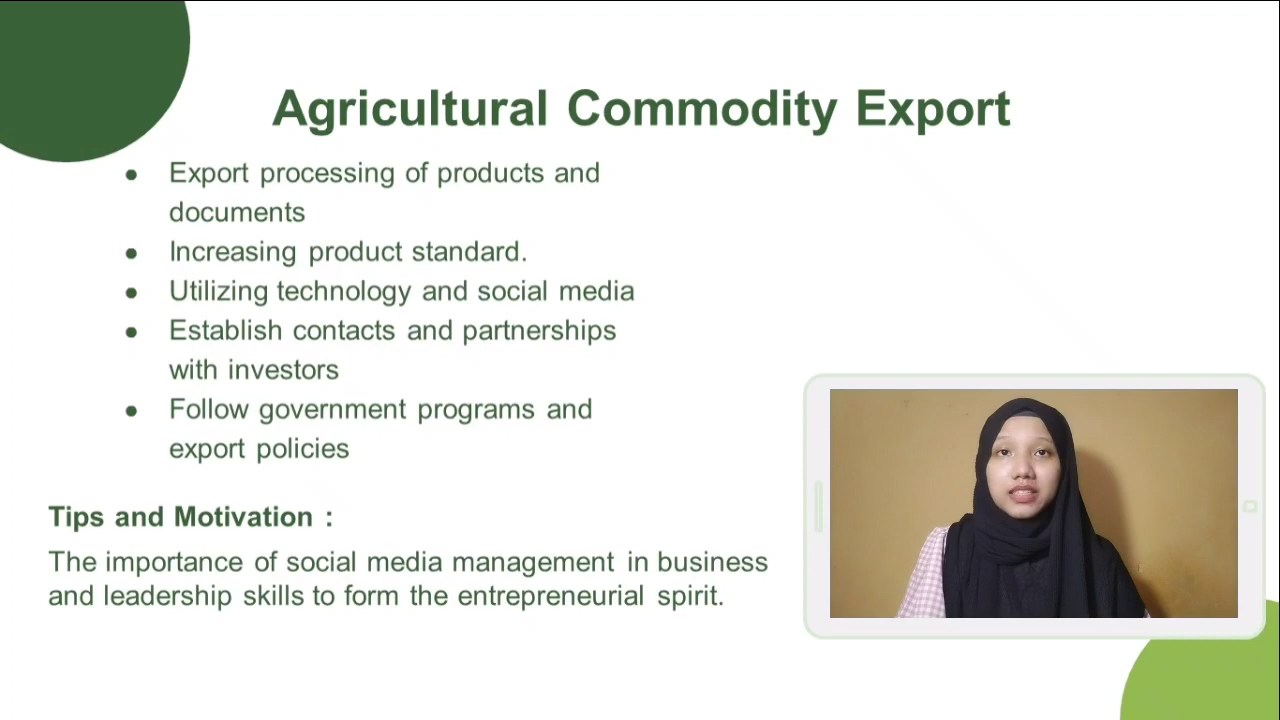 Agricultural Commodity Export
● Export processing of products and
documents
● Increasing product standard.
● Utilizing technology and social media
● Establish contacts and partnerships
with investors
● Follow government programs and
export policies
Tips and Motivation :
The importance of social media management in business
and leadership skills to form the entrepreneurial spirit.